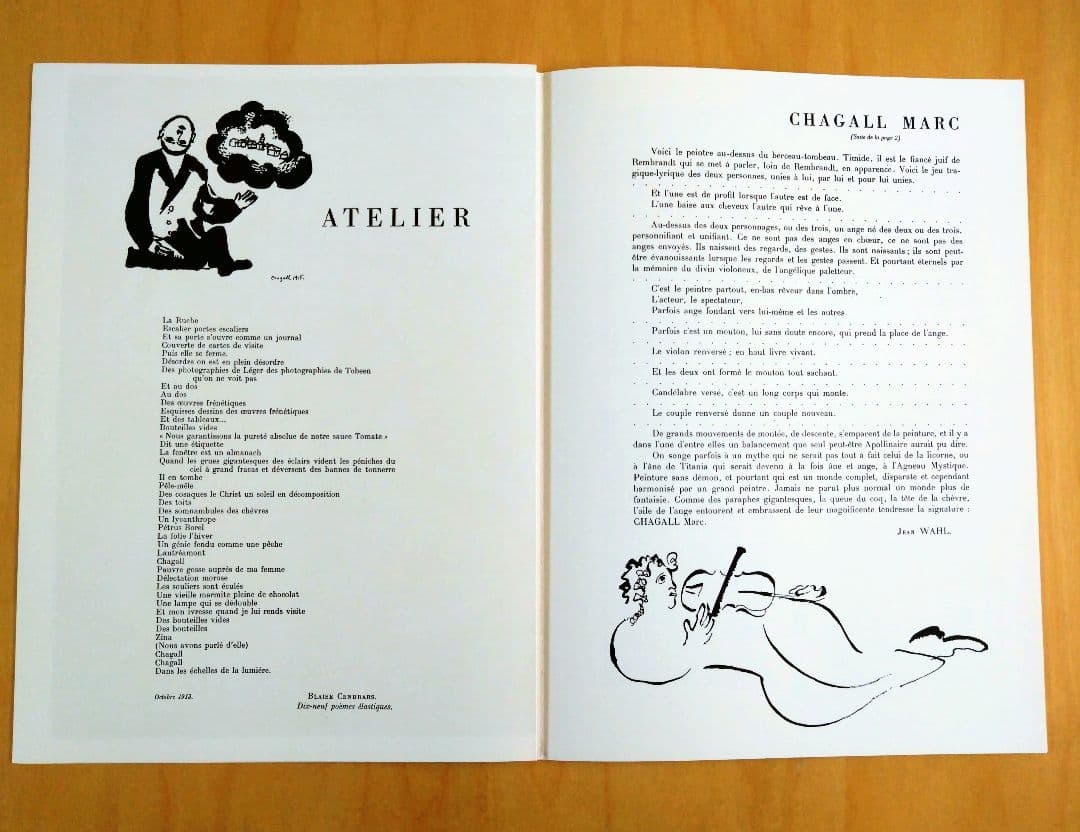 Chagall 1915.
ATELIER
La Ruche
Escalier portes escaliers
Et sa porte s'ouvre comme un journal
Couverte de cartes de visite
Puis elle se ferme.
Désordre on est en plein désordre
Des photographies de Léger des photographies de Tobeen
qu'on ne voit pas
Et au dos
Au dos
Des œuvres frénétiques
Esquisses dessins des œuvres frénétiques
Et des tableaux...
Bouteilles vides
« Nous garantissons la pureté absolue de notre sauce Tomate »
Dit une étiquette
La fenêtre est un almanach
Quand les grues gigantesques des éclairs vident les péniches du
ciel à grand fracas et déversent des bannes de tonnerre
Il en tombe
Pêle-mêle
Des cosaques le Christ un soleil en décomposition
Des toits
Des somnambules des chèvres
Un lycanthrope
Pétrus Borel
La folie l'hiver
Un génie fendu comme une pêche
Lautréamont
Chagall
Pauvre gosse auprès de ma femme
Délectation morose
Les souliers sont éculés
Une vieille marmite pleine de chocolat
Une lampe qui se dédouble
Et mon ivresse quand je lui rends visite
Des bouteilles vides
Des bouteilles
Zina
(Nous avons parlé d'elle)
Chagall
Chagall
Dans les échelles de la lumière.
Octobre 1913.
BLAISE CENDRARS.
Dix-neuf poèmes élastiques.
CHAGALL MARC
(Suite de la page 2)
Voici le peintre au-dessus du berceau-tombeau. Timide, il est le fiancé juif de
Rembrandt qui se met à parler, loin de Rembrandt, en apparence. Voici le jeu tra-
gique-lyrique des deux personnes, unies à lui, par lui et pour lui unies.
Et l'une est de profil lorsque l'autre est de face.
L'une baise aux cheveux l'autre qui rêve à l'une.
Au-dessus des deux personnages, ou des trois, un ange né des deux ou des trois,
personnifiant et unifiant. Ce ne sont pas des anges en chœur, ce ne sont pas des
anges envoyés. Ils naissent des regards, des gestes. Ils sont naissants ; ils sont peut-
être évanouissants lorsque les regards et les gestes passent. Et pourtant éternels par
la mémoire du divin violoneux, de l'angélique paletteur.
C'est le peintre partout, en-bas rêveur dans l'ombre,
L'acteur, le spectateur,
Parfois ange fondant vers lui-même et les autres
Parfois c'est un mouton, lui sans doute encore, qui prend la place de l'ange.
Le violon renversé ; en haut livre vivant.
Et les deux ont formé le mouton tout sachant.
Candélabre versé, c'est un long corps qui monte.
Le couple renversé donne un couple nouveau.
De grands mouvements de montée, de descente, s'emparent de la peinture, et il y a
dans l'une d'entre elles un balancement que seul peut-être Apollinaire aurait pu dire.
On songe parfois à un mythe qui ne serait pas tout à fait celui de la licorne, ou
à l'âne de Titania qui serait devenu à la fois âne et ange, à l'Agneau Mystique.
Peinture sans démon, et pourtant qui est un monde complet, disparate et cependant
harmonisé par un grand peintre. Jamais ne parut plus normal un monde plus de
fantaisie. Comme des paraphes gigantesques, la queue du coq, la tête de la chèvre,
l'aile de l'ange entourent et embrassent de leur magnificente tendresse la signature :
CHAGALL Marc.
JEAN WAHL.